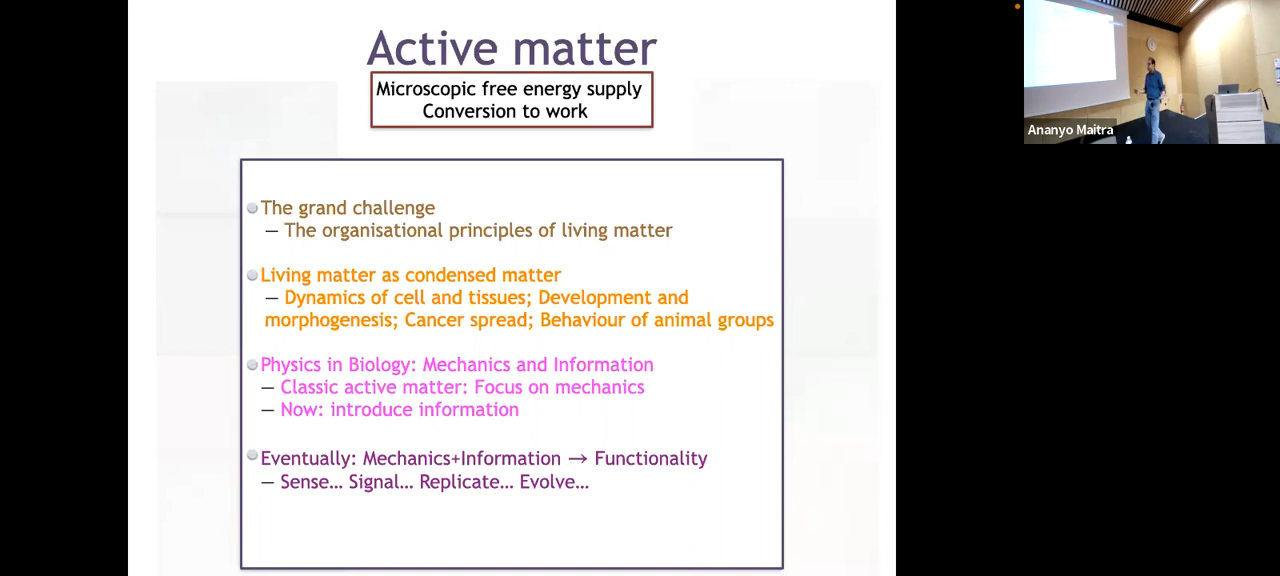 Active matter
Microscopic free energy supply
Conversion to work
The grand challenge
— The organisational principles of living matter
Living matter as condensed matter
— Dynamics of cell and tissues; Development and
morphogenesis; Cancer spread; Behaviour of animal groups
Physics in Biology: Mechanics and Information
— Classic active matter: Focus on mechanics
— Now: introduce information
Eventually: Mechanics+Information → Functionality
— Sense... Signal... Replicate... Evolve...
Ananyo Maitra